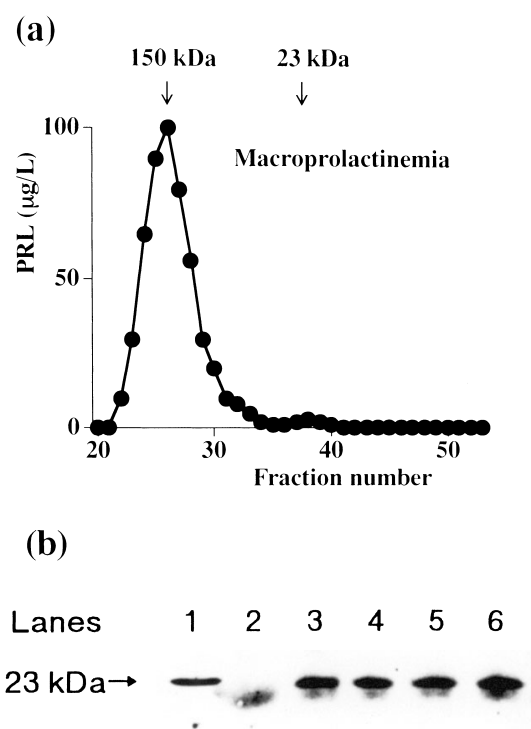 (a)
150 kDa 23 kDa
↓ ↓
100
Macroprolactinemia
PRL (μg/L)
50
0
20 30 40 50
Fraction number
(b)
Lanes 1 2 3 4 5 6
23 kDa→